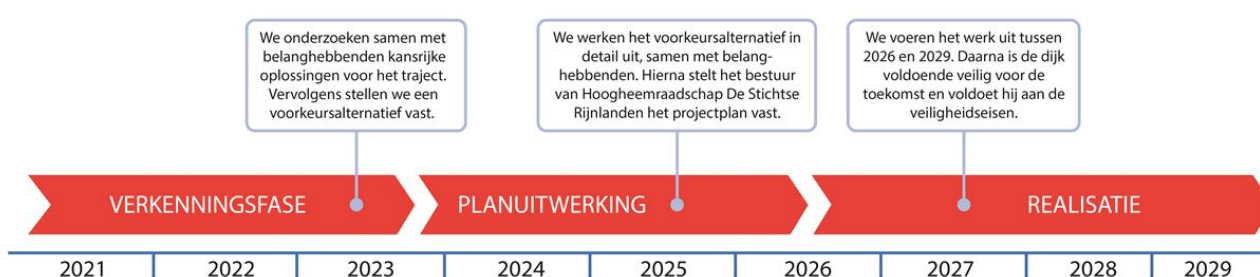 We onderzoeken samen met
belanghebbenden kansrijke
oplossingen voor het traject.
Vervolgens stellen we een
voorkeursalternatief vast.
We werken het voorkeursalternatief in
detail uit, samen met belang-
hebbenden. Hierna stelt het bestuur
van Hoogheemraadschap De Stichtse
Rijnlanden het projectplan vast.
We voeren het werk uit tussen
2026 en 2029. Daarna is de dijk
voldoende veilig voor de
toekomst en voldoet hij aan de
veiligheidseisen.
VERKENNINGSFASE
PLANUITWERKING
REALISATIE
2021
2022
2023
2024
2025
2026
2027
2028
2029